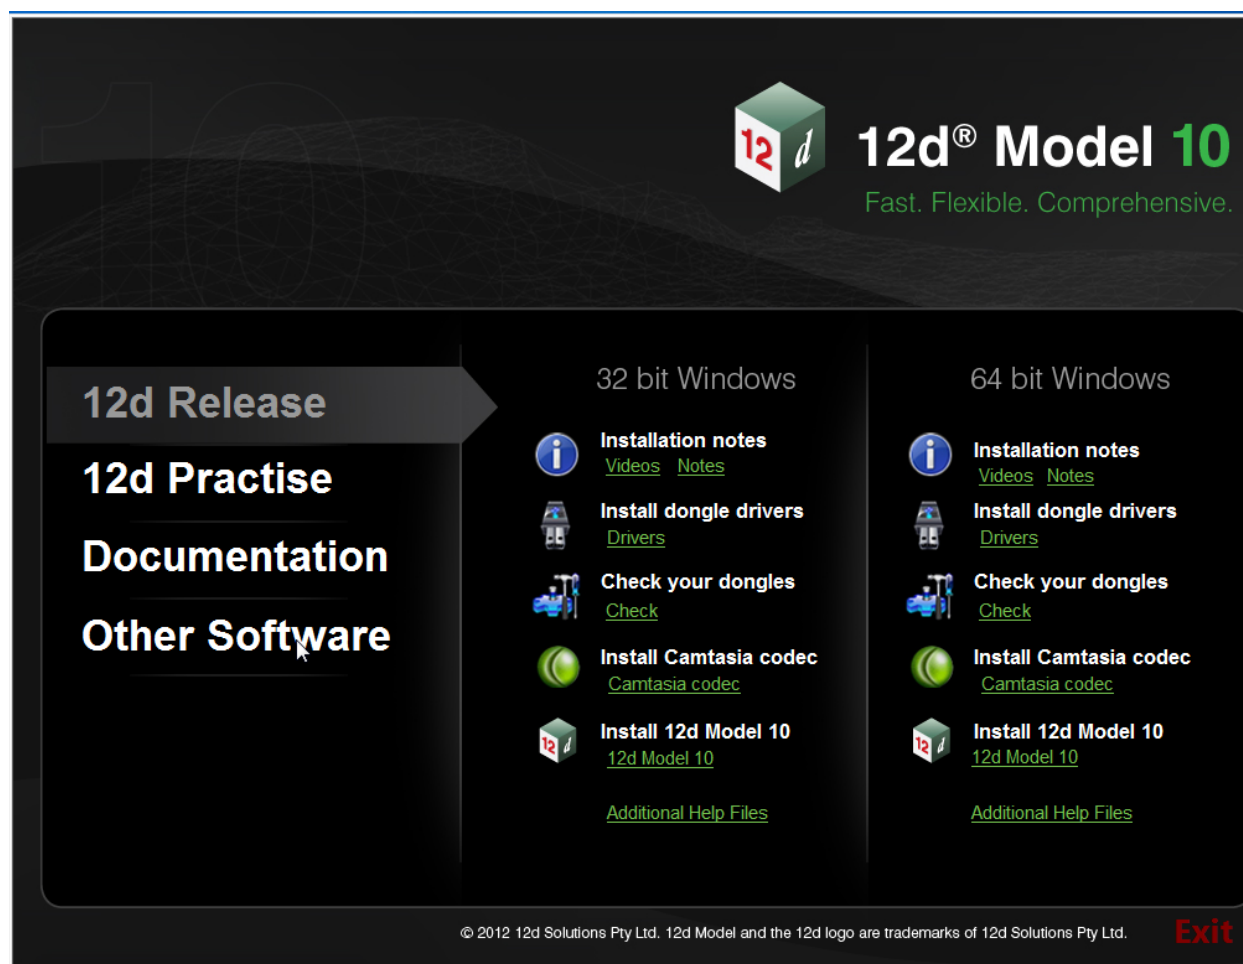 10
12d
12d® Model 10
Fast. Flexible. Comprehensive.
12d Release
12d Practise
Documentation
Other Software
32 bit Windows
Installation notes
Videos Notes
Install dongle drivers
Drivers
Check your dongles
Check
Install Camtasia codec
Camtasia codec
12d
Install 12d Model 10
12d Model 10
Additional Help Files
64 bit Windows
Installation notes
Videos Notes
Install dongle drivers
Drivers
Check your dongles
Check
Install Camtasia codec
Camtasia codec
12d
Install 12d Model 10
12d Model 10
Additional Help Files
© 2012 12d Solutions Pty Ltd. 12d Model and the 12d logo are trademarks of 12d Solutions Pty Ltd.
Exit